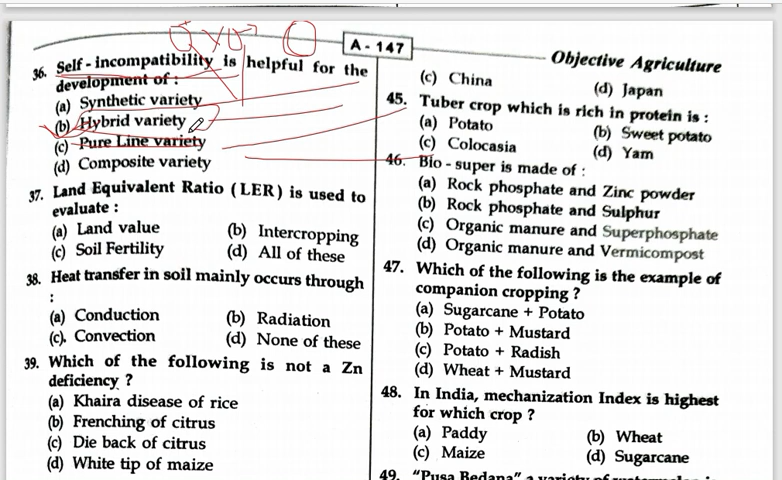 A - 147
Objective Agriculture
36. Self - incompatibility is helpful for the
development of :
(a) Synthetic variety
(b) Hybrid variety
(c) Pure Line variety
(d) Composite variety
37. Land Equivalent Ratio (LER) is used to
evaluate :
(a) Land value
(b) Intercropping
(c) Soil Fertility
(d) All of these
38. Heat transfer in soil mainly occurs through
:
(a) Conduction
(b) Radiation
(c). Convection
(d) None of these
39. Which of the following is not a Zn
deficiency ?
(a) Khaira disease of rice
(b) Frenching of citrus
(c) Die back of citrus
(d) White tip of maize
(c) China
(d) Japan
45. Tuber crop which is rich in protein is :
(a) Potato
(b) Sweet potato
(c) Colocasia
(d) Yam
46. Bio - super is made of :
(a) Rock phosphate and Zinc powder
(b) Rock phosphate and Sulphur
(c) Organic manure and Superphosphate
(d) Organic manure and Vermicompost
47. Which of the following is the example of
companion cropping ?
(a) Sugarcane + Potato
(b) Potato + Mustard
(c) Potato + Radish
(d) Wheat + Mustard
48. In India, mechanization Index is highest
for which crop ?
(a) Paddy
(b) Wheat
(c) Maize
(d) Sugarcane
49. "Pusa Bedana" a variety of watermelon is